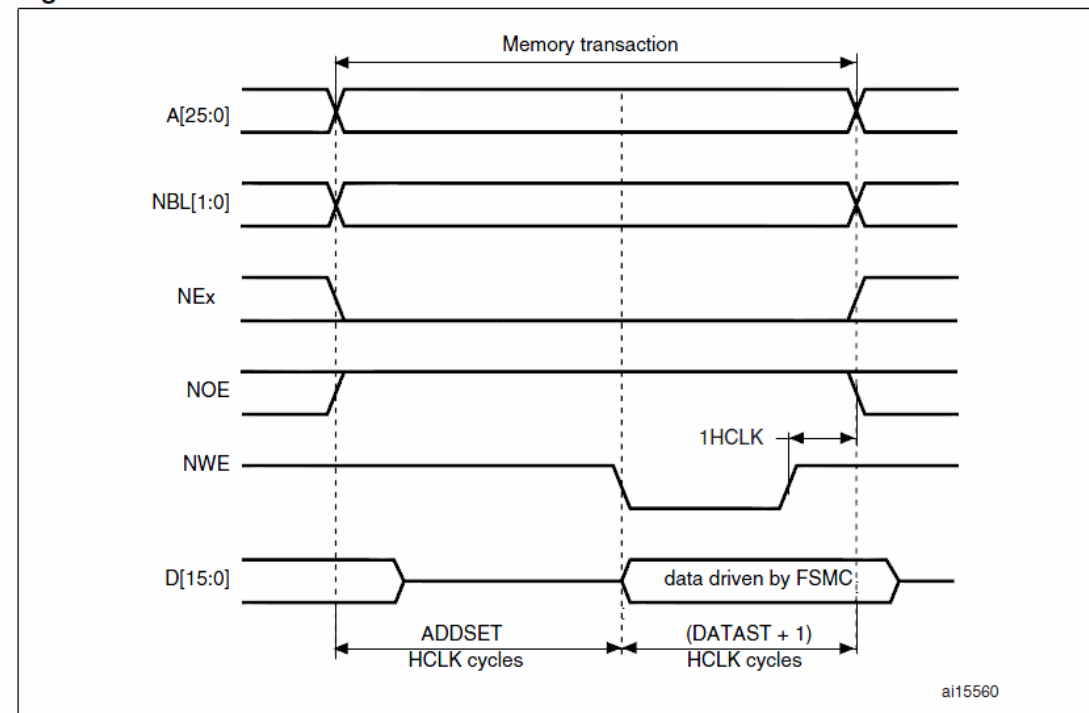 Memory transaction
A[25:0]
NBL[1:0]
NEx
NOE
1HCLK
NWE
D[15:0]
data driven by FSMC
ADDSET
HCLK cycles
(DATAST + 1)
HCLK cycles
ai15560